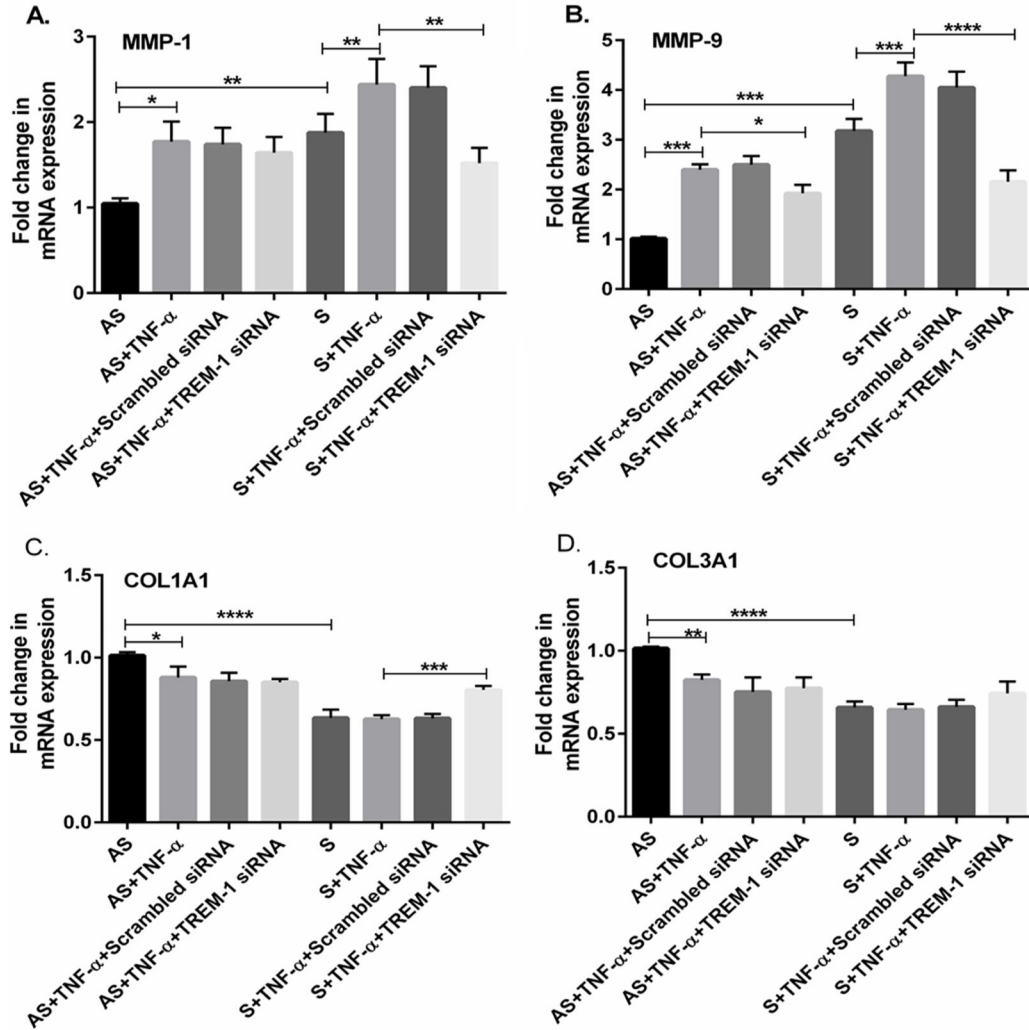 A.
MMP-1
Fold change in
mRNA expression
3
2
1
0
*
**
**
**
AS
AS+TNF-α
AS+TNF-α+Scrambled siRNA
AS+TNF-α+TREM-1 siRNA
S
S+TNF-α
S+TNF-α+Scrambled siRNA
S+TNF-α+TREM-1 siRNA
B.
MMP-9
Fold change in
mRNA expression
5
4
3
2
1
0
***
*
***
***
****
AS
AS+TNF-α
AS+TNF-α+Scrambled siRNA
AS+TNF-α+TREM-1 siRNA
S
S+TNF-α
S+TNF-α+Scrambled siRNA
S+TNF-α+TREM-1 siRNA
C.
COL1A1
Fold change in
mRNA expression
1.5
1.0
0.5
0.0
*
****
***
AS
AS+TNF-α
AS+TNF-α+Scrambled siRNA
AS+TNF-α+TREM-1 siRNA
S
S+TNF-α
S+TNF-α+Scrambled siRNA
S+TNF-α+TREM-1 siRNA
D.
COL3A1
Fold change in
mRNA expression
1.5
1.0
0.5
0.0
**
****
AS
AS+TNF-α
AS+TNF-α+Scrambled siRNA
AS+TNF-α+TREM-1 siRNA
S
S+TNF-α
S+TNF-α+Scrambled siRNA
S+TNF-α+TREM-1 siRNA